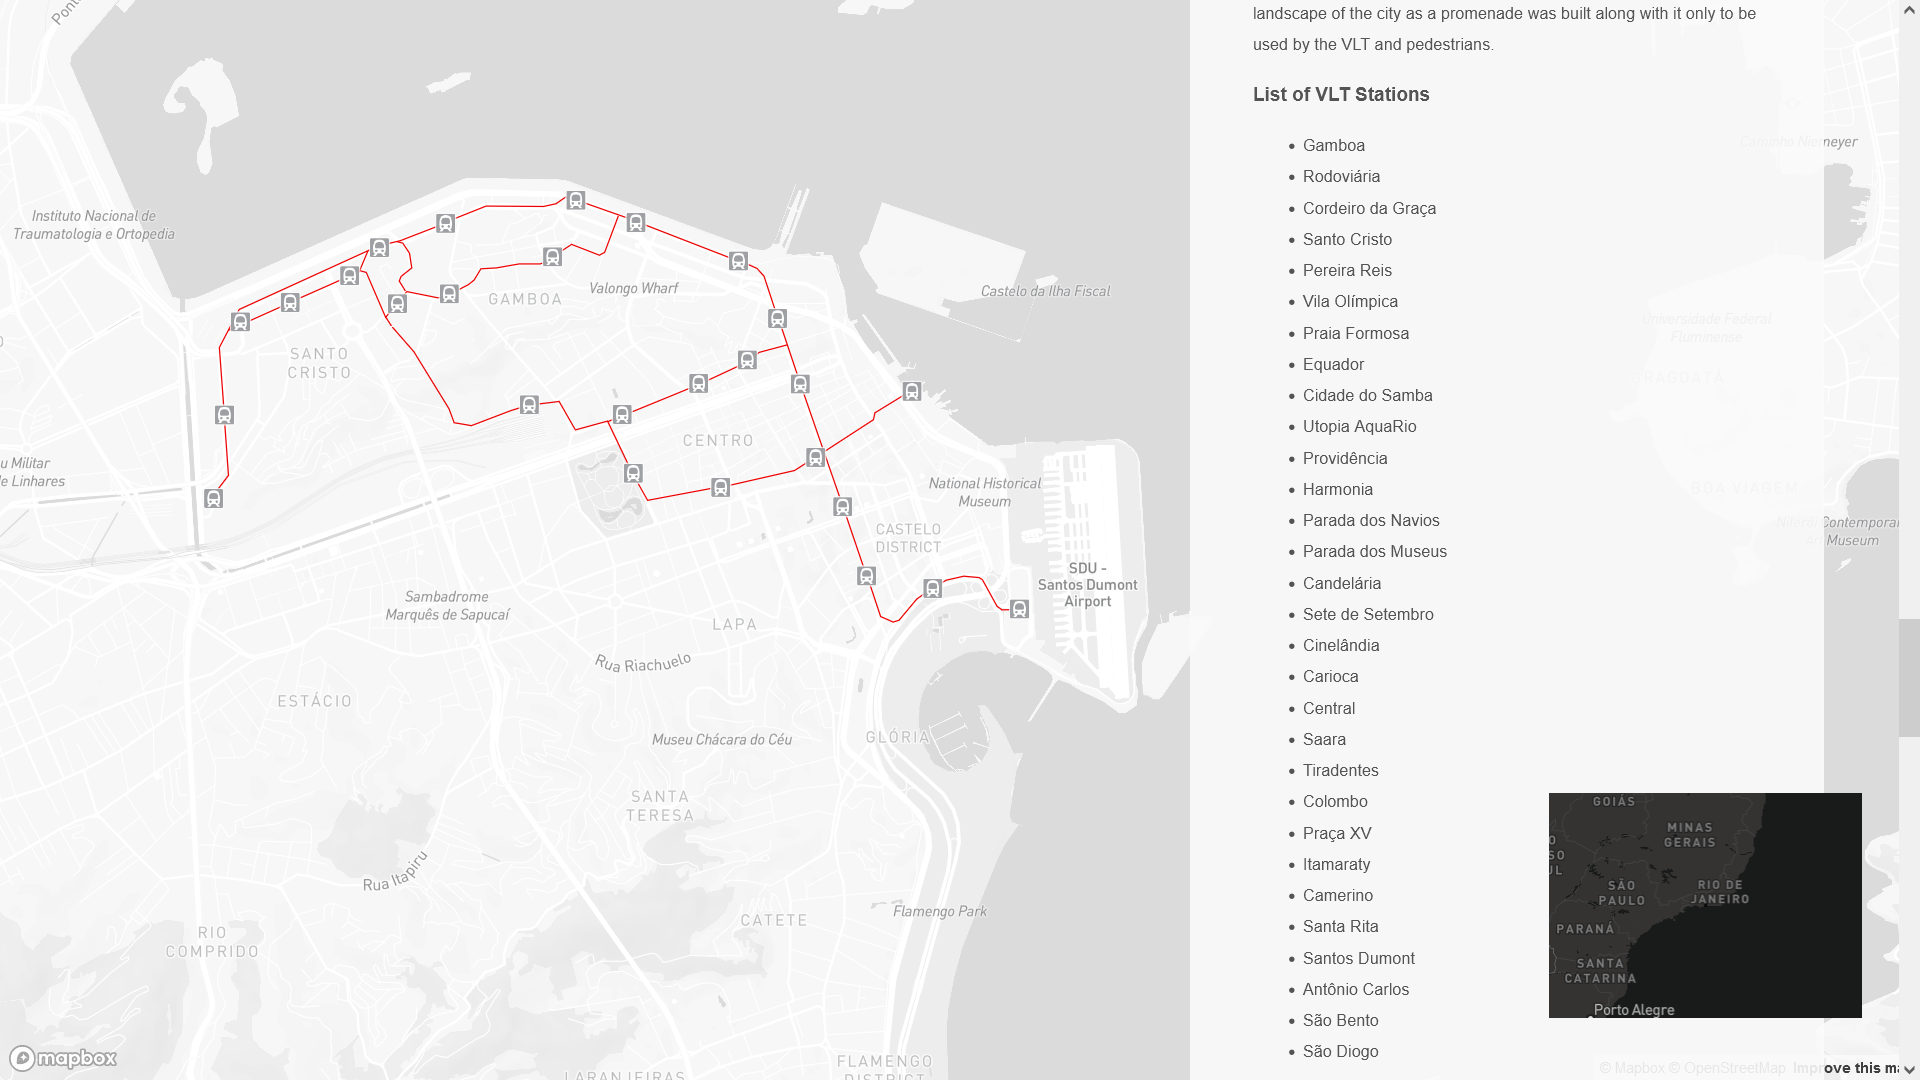 landscape of the city as a promenade was built along with it only to be
used by the VLT and pedestrians.
List of VLT Stations
Gamboa
Rodoviária
Cordeiro da Graça
Santo Cristo
Pereira Reis
Vila Olímpica
Praia Formosa
Equador
Cidade do Samba
Utopia AquaRio
Providência
Harmonia
Parada dos Navios
Parada dos Museus
Candelária
Sete de Setembro
Cinelândia
Carioca
Central
Saara
Tiradentes
Colombo
Praça XV
Itamaraty
Camerino
Santa Rita
Santos Dumont
Antônio Carlos
São Bento
São Diogo
Instituto Nacional de
Traumatologia e Ortopedia
Valongo Wharf
GAMBOA
Castelo da Ilha Fiscal
SANTO
CRISTO
CENTRO
u Militar
de Linhares
National Historical
Museum
CASTELO
DISTRICT
SDU -
Santos Dumont
Airport
Sambadrome
Marquês de Sapucaí
LAPA
Rua Riachuelo
ESTÁCIO
Museu Chácara do Céu
GLÓRIA
SANTA
TERESA
Rua Itapiru
Flamengo Park
CATETE
RIO
COMPRIDO
FLAMENGO
DISTRICT
LARANJEIRAS
mapbox
Caminho Niemeyer
Universidade Federal
Fluminense
GRAGOATÁ
BOA VIAGEM
Niterói Contemporar
Art Museum
GOIÁS
MINAS
GERAIS
SÃO
PAULO
RIO DE
JANEIRO
PARANÁ
SANTA
CATARINA
Porto Alegre
© Mapbox © OpenStreetMap Improve this ma